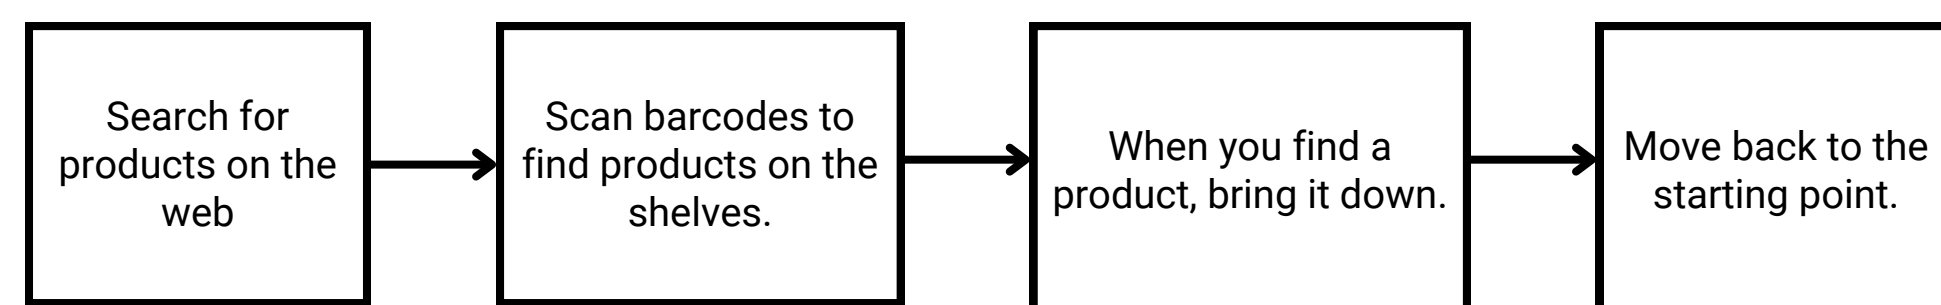 Search for
products on the
web
Scan barcodes to
find products on the
shelves.
When you find a
product, bring it down.
Move back to the
starting point.